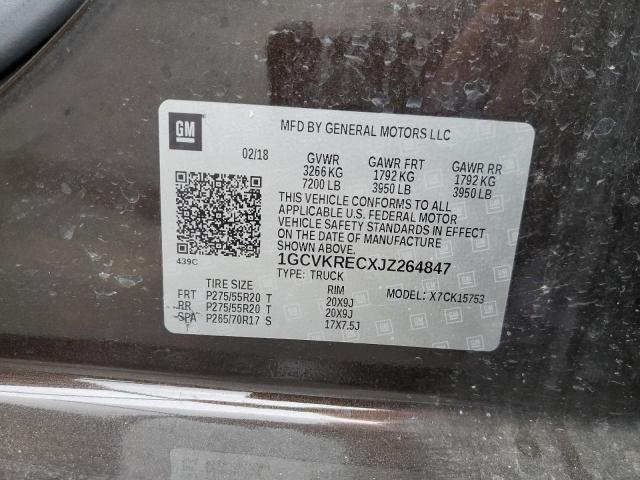 GM
MFD BY GENERAL MOTORS LLC
02/18 GVWR GAWR FRT GAWR RR
3266 KG 1792 KG 1792 KG
7200 LB 3950 LB 3950 LB
THIS VEHICLE CONFORMS TO ALL
APPLICABLE U.S. FEDERAL MOTOR
VEHICLE SAFETY STANDARDS IN EFFECT
ON THE DATE OF MANUFACTURE
SHOWN ABOVE.
439C
1GCVKRECXJZ264847
TYPE: TRUCK
TIRE SIZE RIM MODEL: X7CK15753
FRT P275/55R20 T 20X9J
RR P275/55R20 T 20X9J
SPA P265/70R17 S 17X7.5J